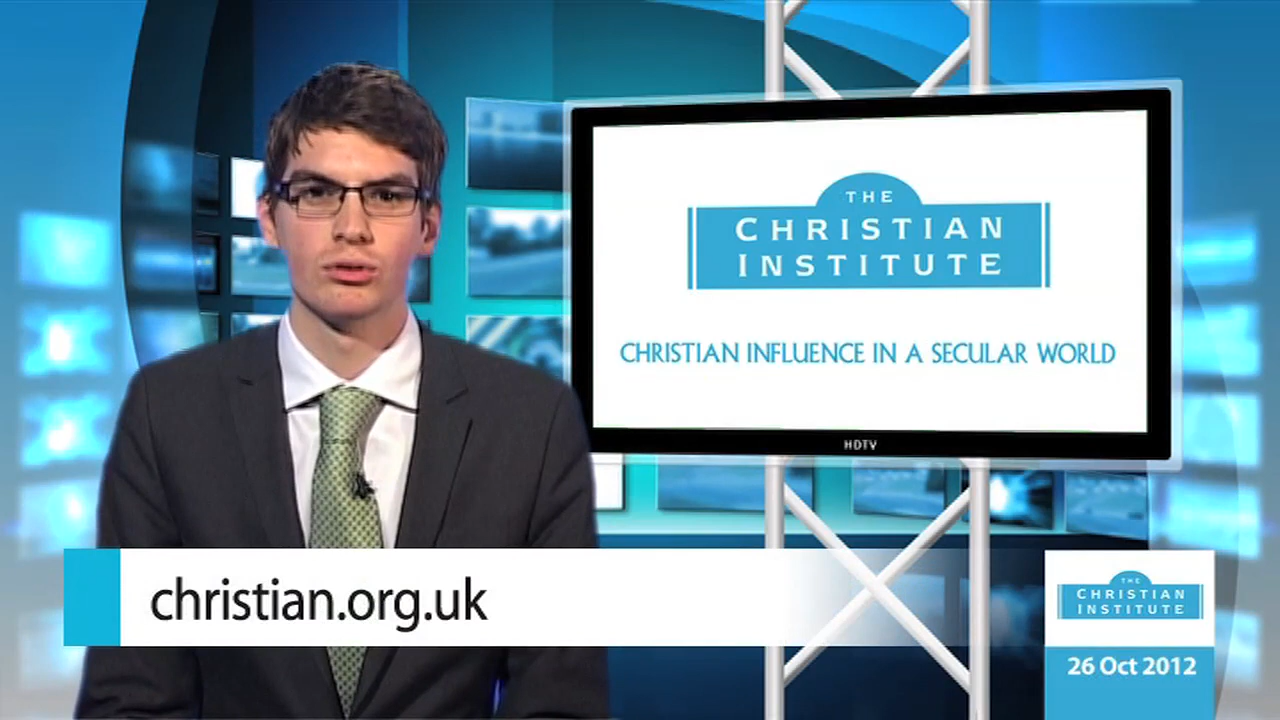 THE
CHRISTIAN
INSTITUTE
CHRISTIAN INFLUENCE IN A SECULAR WORLD
HDTV
christian.org.uk
THE
CHRISTIAN
INSTITUTE
26 Oct 2012